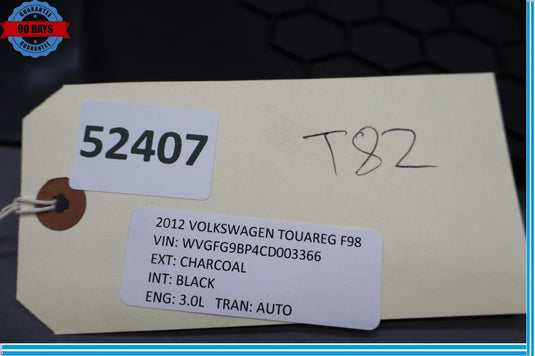 GUARANTEE
90 DAYS
GUARANTEE
52407
T82
2012 VOLKSWAGEN TOUAREG F98
VIN: WVGFG9BP4CD003366
EXT: CHARCOAL
INT: BLACK
ENG: 3.0L TRAN: AUTO